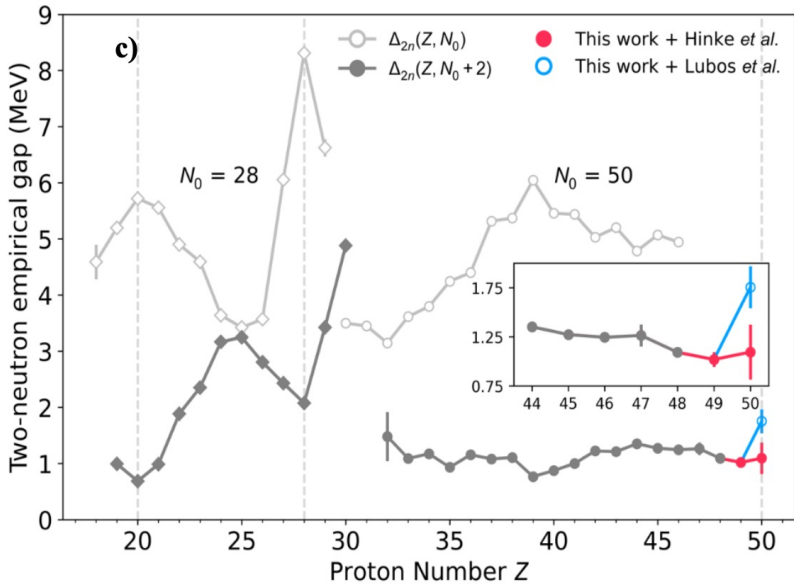 c)
Δ2n(Z, N0)
Δ2n(Z, N0 + 2)
This work + Hinke et al.
This work + Lubos et al.
N0 = 28
N0 = 50
Two-neutron empirical gap (MeV)
9
8
7
6
5
4
3
2
1
0
1.75
1.25
0.75
44 45 46 47 48 49 50
20 25 30 35 40 45 50
Proton Number Z